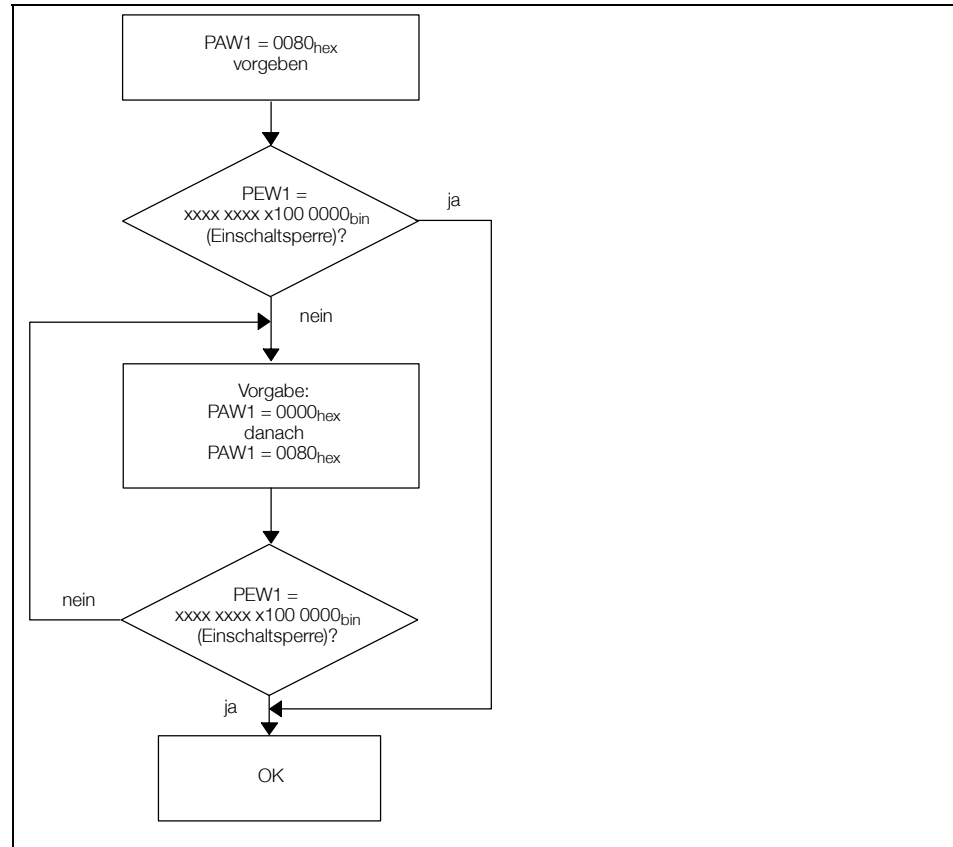 PAW1 = 0080hex
vorgeben
PEW1 =
xxxx xxxx x100 0000bin
(Einschaltsperre)?
ja
nein
Vorgabe:
PAW1 = 0000hex
danach
PAW1 = 0080hex
nein
PEW1 =
xxxx xxxx x100 0000bin
(Einschaltsperre)?
ja
OK